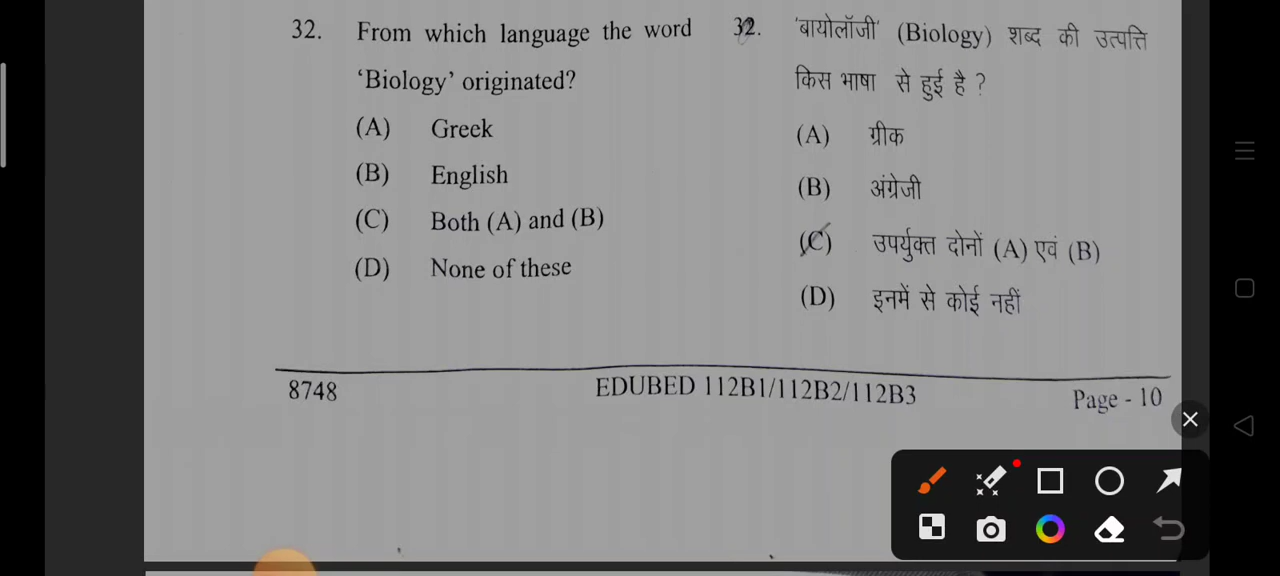 32. From which language the word
'Biology' originated?
(A) Greek
(B) English
(C) Both (A) and (B)
(D) None of these
32. 'बायोलॉजी' (Biology) शब्द की उत्पत्ति
किस भाषा से हुई है ?
(A) ग्रीक
(B) अंग्रेजी
(C) उपर्युक्त दोनों (A) एवं (B)
(D) इनमें से कोई नहीं
8748 EDUBED 112B1/112B2/112B3 Page - 10